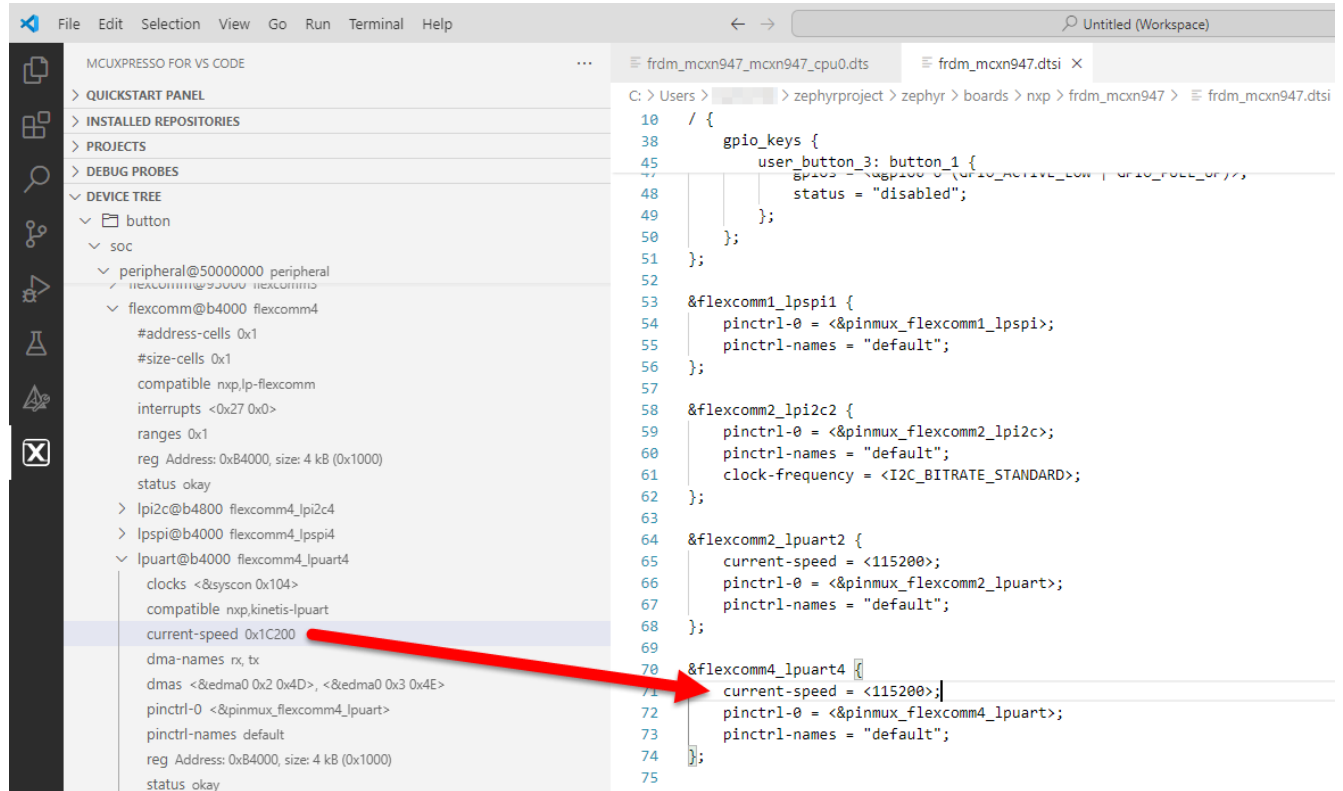 File Edit Selection View Go Run Terminal Help
Untitled (Workspace)
MCUXPRESSO FOR VS CODE
QUICKSTART PANEL
INSTALLED REPOSITORIES
PROJECTS
DEBUG PROBES
DEVICE TREE
button
soc
peripheral@50000000 peripheral
flexcomm@95000 flexcomm3
flexcomm@b4000 flexcomm4
#address-cells 0x1
#size-cells 0x1
compatible nxp,lp-flexcomm
interrupts <0x27 0x0>
ranges 0x1
reg Address: 0xB4000, size: 4 kB (0x1000)
status okay
lpi2c@b4800 flexcomm4_lpi2c4
lpspi@b4000 flexcomm4_lpspi4
lpuart@b4000 flexcomm4_lpuart4
clocks <&syscon 0x104>
compatible nxp,kinetis-lpuart
current-speed 0x1C200
dma-names rx, tx
dmas <&edma0 0x2 0x4D>, <&edma0 0x3 0x4E>
pinctrl-0 <&pinmux_flexcomm4_lpuart>
pinctrl-names default
reg Address: 0xB4000, size: 4 kB (0x1000)
status okay
frdm_mcxn947_mcxn947_cpu0.dts
frdm_mcxn947.dtsi
C: > Users > > zephyrproject > zephyr > boards > nxp > frdm_mcxn947 > frdm_mcxn947.dtsi
10 / {
38 gpio_keys {
45 user_button_3: button_1 {
47 gpios = <&gpio0 6 (GPIO_ACTIVE_LOW | GPIO_PULL_UP)>;
48 status = "disabled";
49 };
50 };
51 };
52
53 &flexcomm1_lpspi1 {
54 pinctrl-0 = <&pinmux_flexcomm1_lpspi>;
55 pinctrl-names = "default";
56 };
57
58 &flexcomm2_lpi2c2 {
59 pinctrl-0 = <&pinmux_flexcomm2_lpi2c>;
60 pinctrl-names = "default";
61 clock-frequency = <I2C_BITRATE_STANDARD>;
62 };
63
64 &flexcomm2_lpuart2 {
65 current-speed = <115200>;
66 pinctrl-0 = <&pinmux_flexcomm2_lpuart>;
67 pinctrl-names = "default";
68 };
69
70 &flexcomm4_lpuart4 {
71 current-speed = <115200>;
72 pinctrl-0 = <&pinmux_flexcomm4_lpuart>;
73 pinctrl-names = "default";
74 };
75